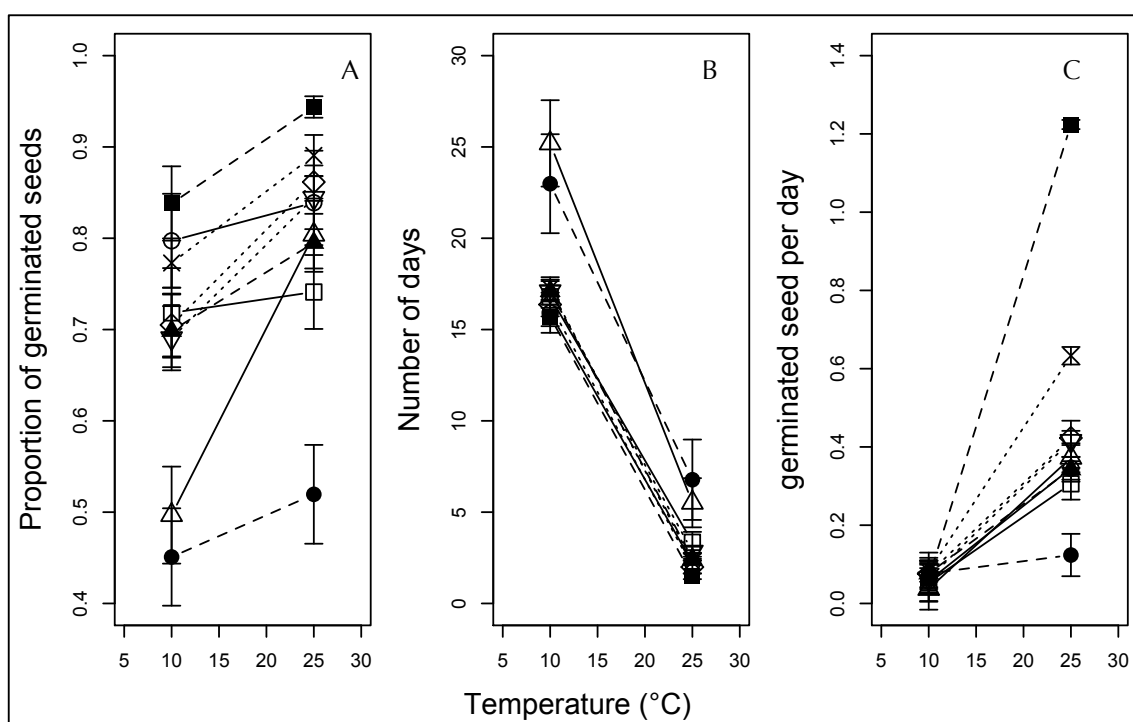 A
Proportion of germinated seeds
1.0
0.9
0.8
0.7
0.6
0.5
0.4
5 10 15 20 25 30
B
Number of days
30
25
20
15
10
5
0
5 10 15 20 25 30
C
germinated seed per day
1.4
1.2
1.0
0.8
0.6
0.4
0.2
0.0
5 10 15 20 25 30
Temperature (°C)